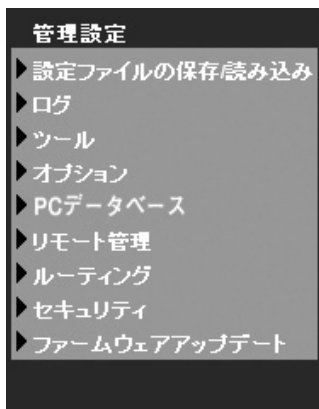 管理設定
設定ファイルの保存/読み込み
ログ
ツール
オプション
PCデータベース
リモート管理
ルーティング
セキュリティ
ファームウェアアップデート